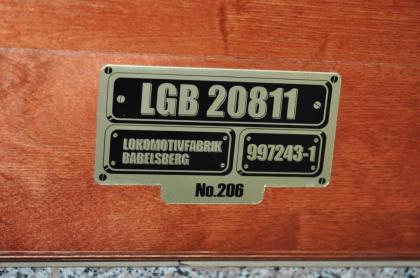 LGB 20811
LOKOMOTIVFABRIK
BABELSBERG
997243-1
No.206